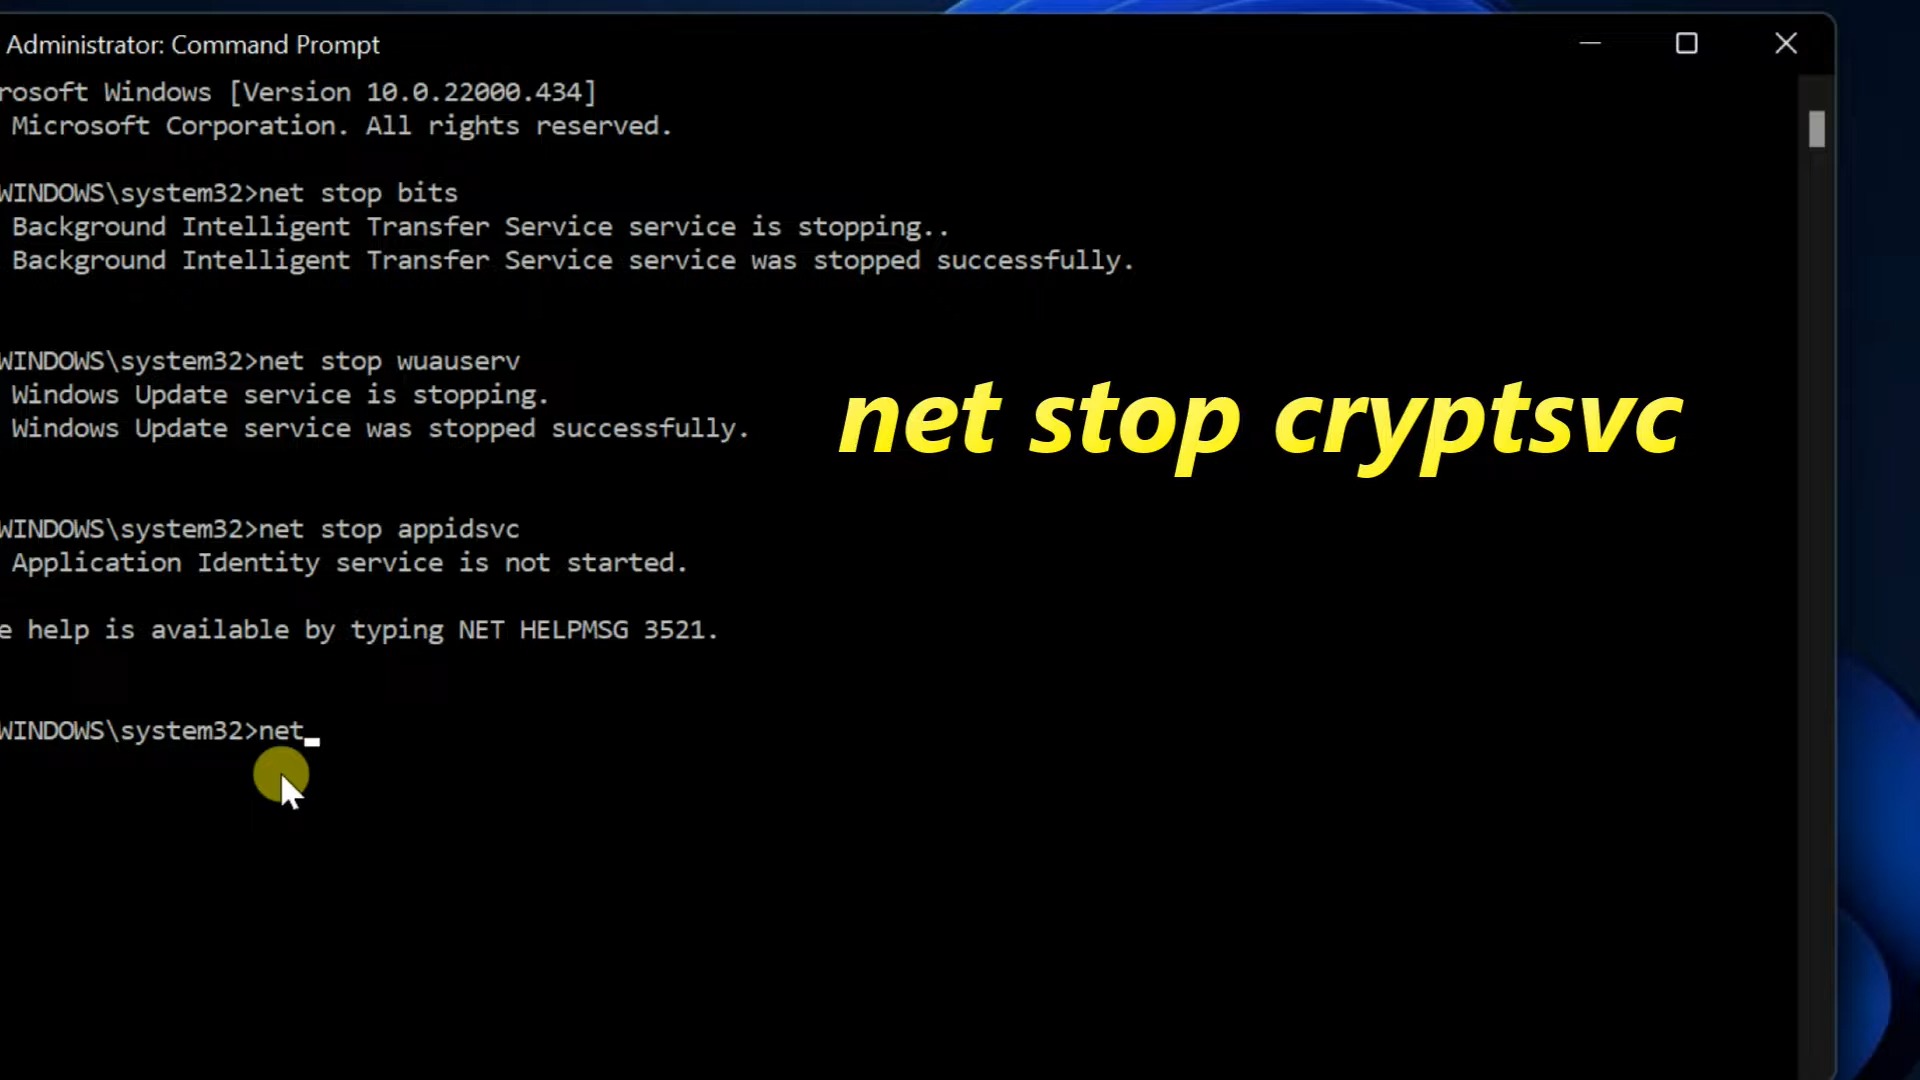 Administrator: Command Prompt
rosoft Windows [Version 10.0.22000.434]
Microsoft Corporation. All rights reserved.
WINDOWS\system32>net stop bits
Background Intelligent Transfer Service service is stopping..
Background Intelligent Transfer Service service was stopped successfully.
WINDOWS\system32>net stop wuauserv
Windows Update service is stopping.
Windows Update service was stopped successfully.
net stop cryptsvc
WINDOWS\system32>net stop appidsvc
Application Identity service is not started.
e help is available by typing NET HELPMSG 3521.
WINDOWS\system32>net_